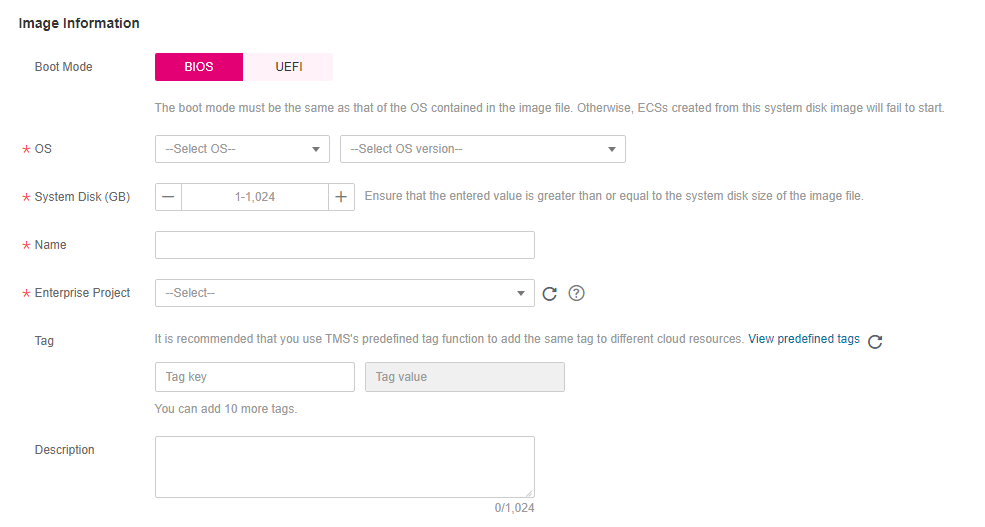 Image Information
Boot Mode
BIOS
UEFI
The boot mode must be the same as that of the OS contained in the image file. Otherwise, ECSs created from this system disk image will fail to start.
* OS
--Select OS--
--Select OS version--
* System Disk (GB)
1-1,024
Ensure that the entered value is greater than or equal to the system disk size of the image file.
* Name
* Enterprise Project
--Select--
Tag
It is recommended that you use TMS's predefined tag function to add the same tag to different cloud resources. View predefined tags
Tag key
Tag value
You can add 10 more tags.
Description
0/1,024